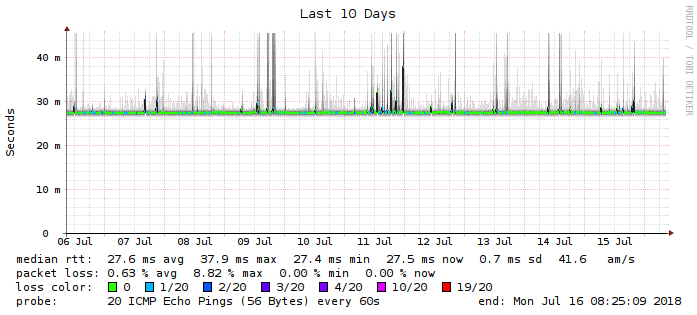 Last 10 Days
RRDTOOL / TOBI OETIKER
Seconds
40 m
30 m
20 m
10 m
0
06 Jul 07 Jul 08 Jul 09 Jul 10 Jul 11 Jul 12 Jul 13 Jul 14 Jul 15 Jul
median rtt: 27.6 ms avg 37.9 ms max 27.4 ms min 27.5 ms now 0.7 ms sd 41.6 am/s
packet loss: 0.63 % avg 8.82 % max 0.00 % min 0.00 % now
loss color: 0 1/20 2/20 3/20 4/20 10/20 19/20
probe: 20 ICMP Echo Pings (56 Bytes) every 60s end: Mon Jul 16 08:25:09 2018